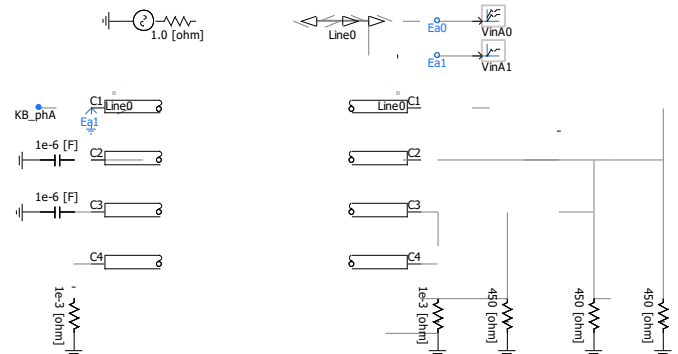 1.0 [ohm]
Line0
Ea0
VinA0
Ea1
VinA1
KB_phA
C1
Line0
Ea1
Line0
C1
1e-6 [F]
C2
C2
1e-6 [F]
C3
C3
C4
C4
1e-3 [ohm]
1e-3 [ohm]
450 [ohm]
450 [ohm]
450 [ohm]